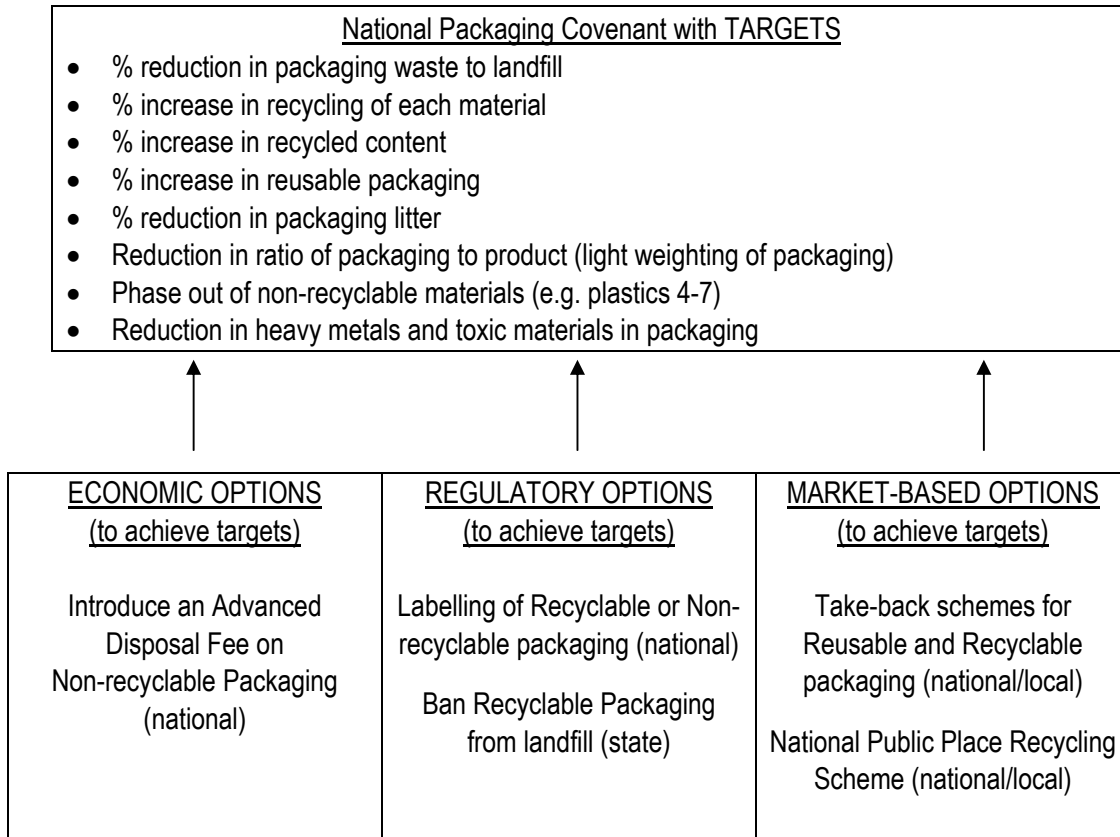 National Packaging Covenant with TARGETS
• % reduction in packaging waste to landfill
• % increase in recycling of each material
• % increase in recycled content
• % increase in reusable packaging
• % reduction in packaging litter
• Reduction in ratio of packaging to product (light weighting of packaging)
• Phase out of non-recyclable materials (e.g. plastics 4-7)
• Reduction in heavy metals and toxic materials in packaging
ECONOMIC OPTIONS
(to achieve targets)
Introduce an Advanced
Disposal Fee on
Non-recyclable Packaging
(national)
REGULATORY OPTIONS
(to achieve targets)
Labelling of Recyclable or Non-
recyclable packaging (national)
Ban Recyclable Packaging
from landfill (state)
MARKET-BASED OPTIONS
(to achieve targets)
Take-back schemes for
Reusable and Recyclable
packaging (national/local)
National Public Place Recycling
Scheme (national/local)